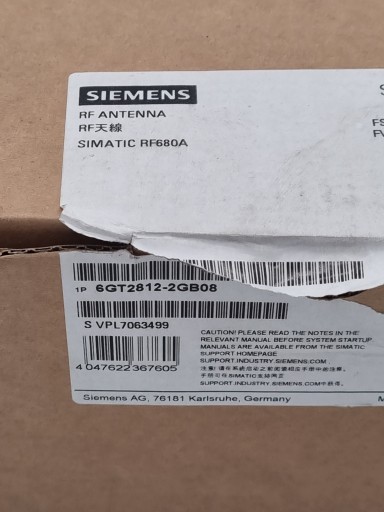 SIEMENS
RF ANTENNA
RF天線
SIMATIC RF680A
S
FS
1P 6GT2812-2GB08
S VPL7063499
4 047622 367605
CAUTION! PLEASE READ THE NOTES IN THE
RELEVANT MANUAL BEFORE SYSTEM STARTUP.
MANUALS ARE AVAILABLE FROM THE SIMATIC
SUPPORT HOMEPAGE
SUPPORT.INDUSTRY.SIEMENS.COM
SUPPORT.INDUSTRY.SIEMENS.COM
Siemens AG, 76181 Karlsruhe, Germany
M